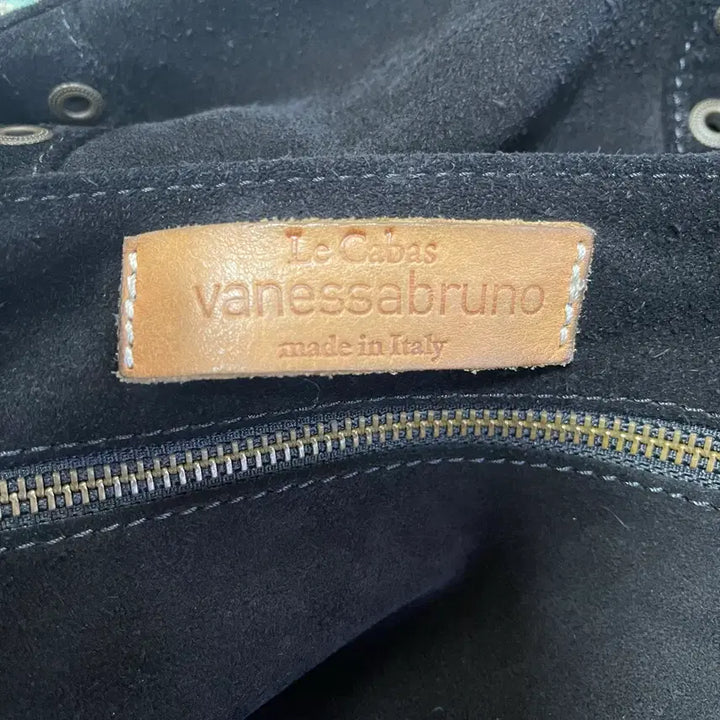 Le Cabas
vanessabruno
made in Italy